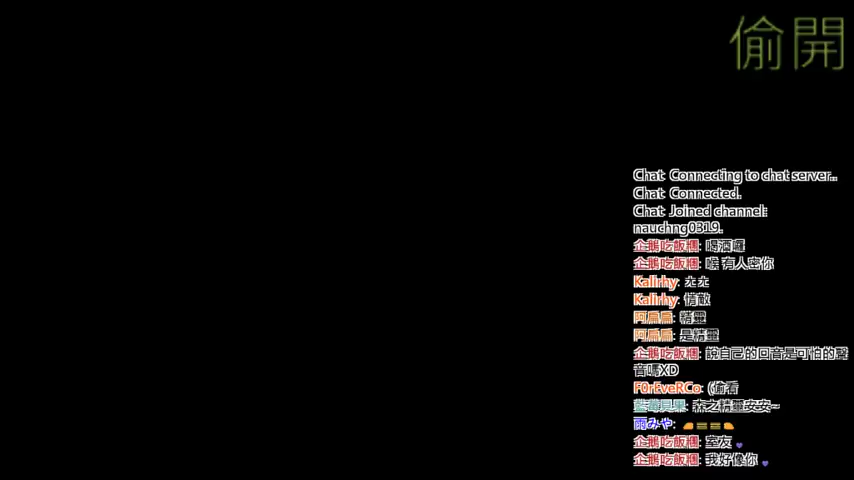 偷開
Chat: Connecting to chat server..
Chat: Connected.
Chat: Joined channel:
nauchng0319.
企鵝吃飯糰: 喝酒囉
企鵝吃飯糰: 喉 有人密你
Kalirhy: ㄤㄤ
Kalirhy: 情敵
阿扁扁: 精靈
阿扁扁: 是精靈
企鵝吃飯糰: 說自己的回音是可怕的聲
音嗎XD
F0rEveRCo: (偷看
藍莓貝果: 森之精靈安安~
雨みや:
企鵝吃飯糰: 室友
企鵝吃飯糰: 我好像你